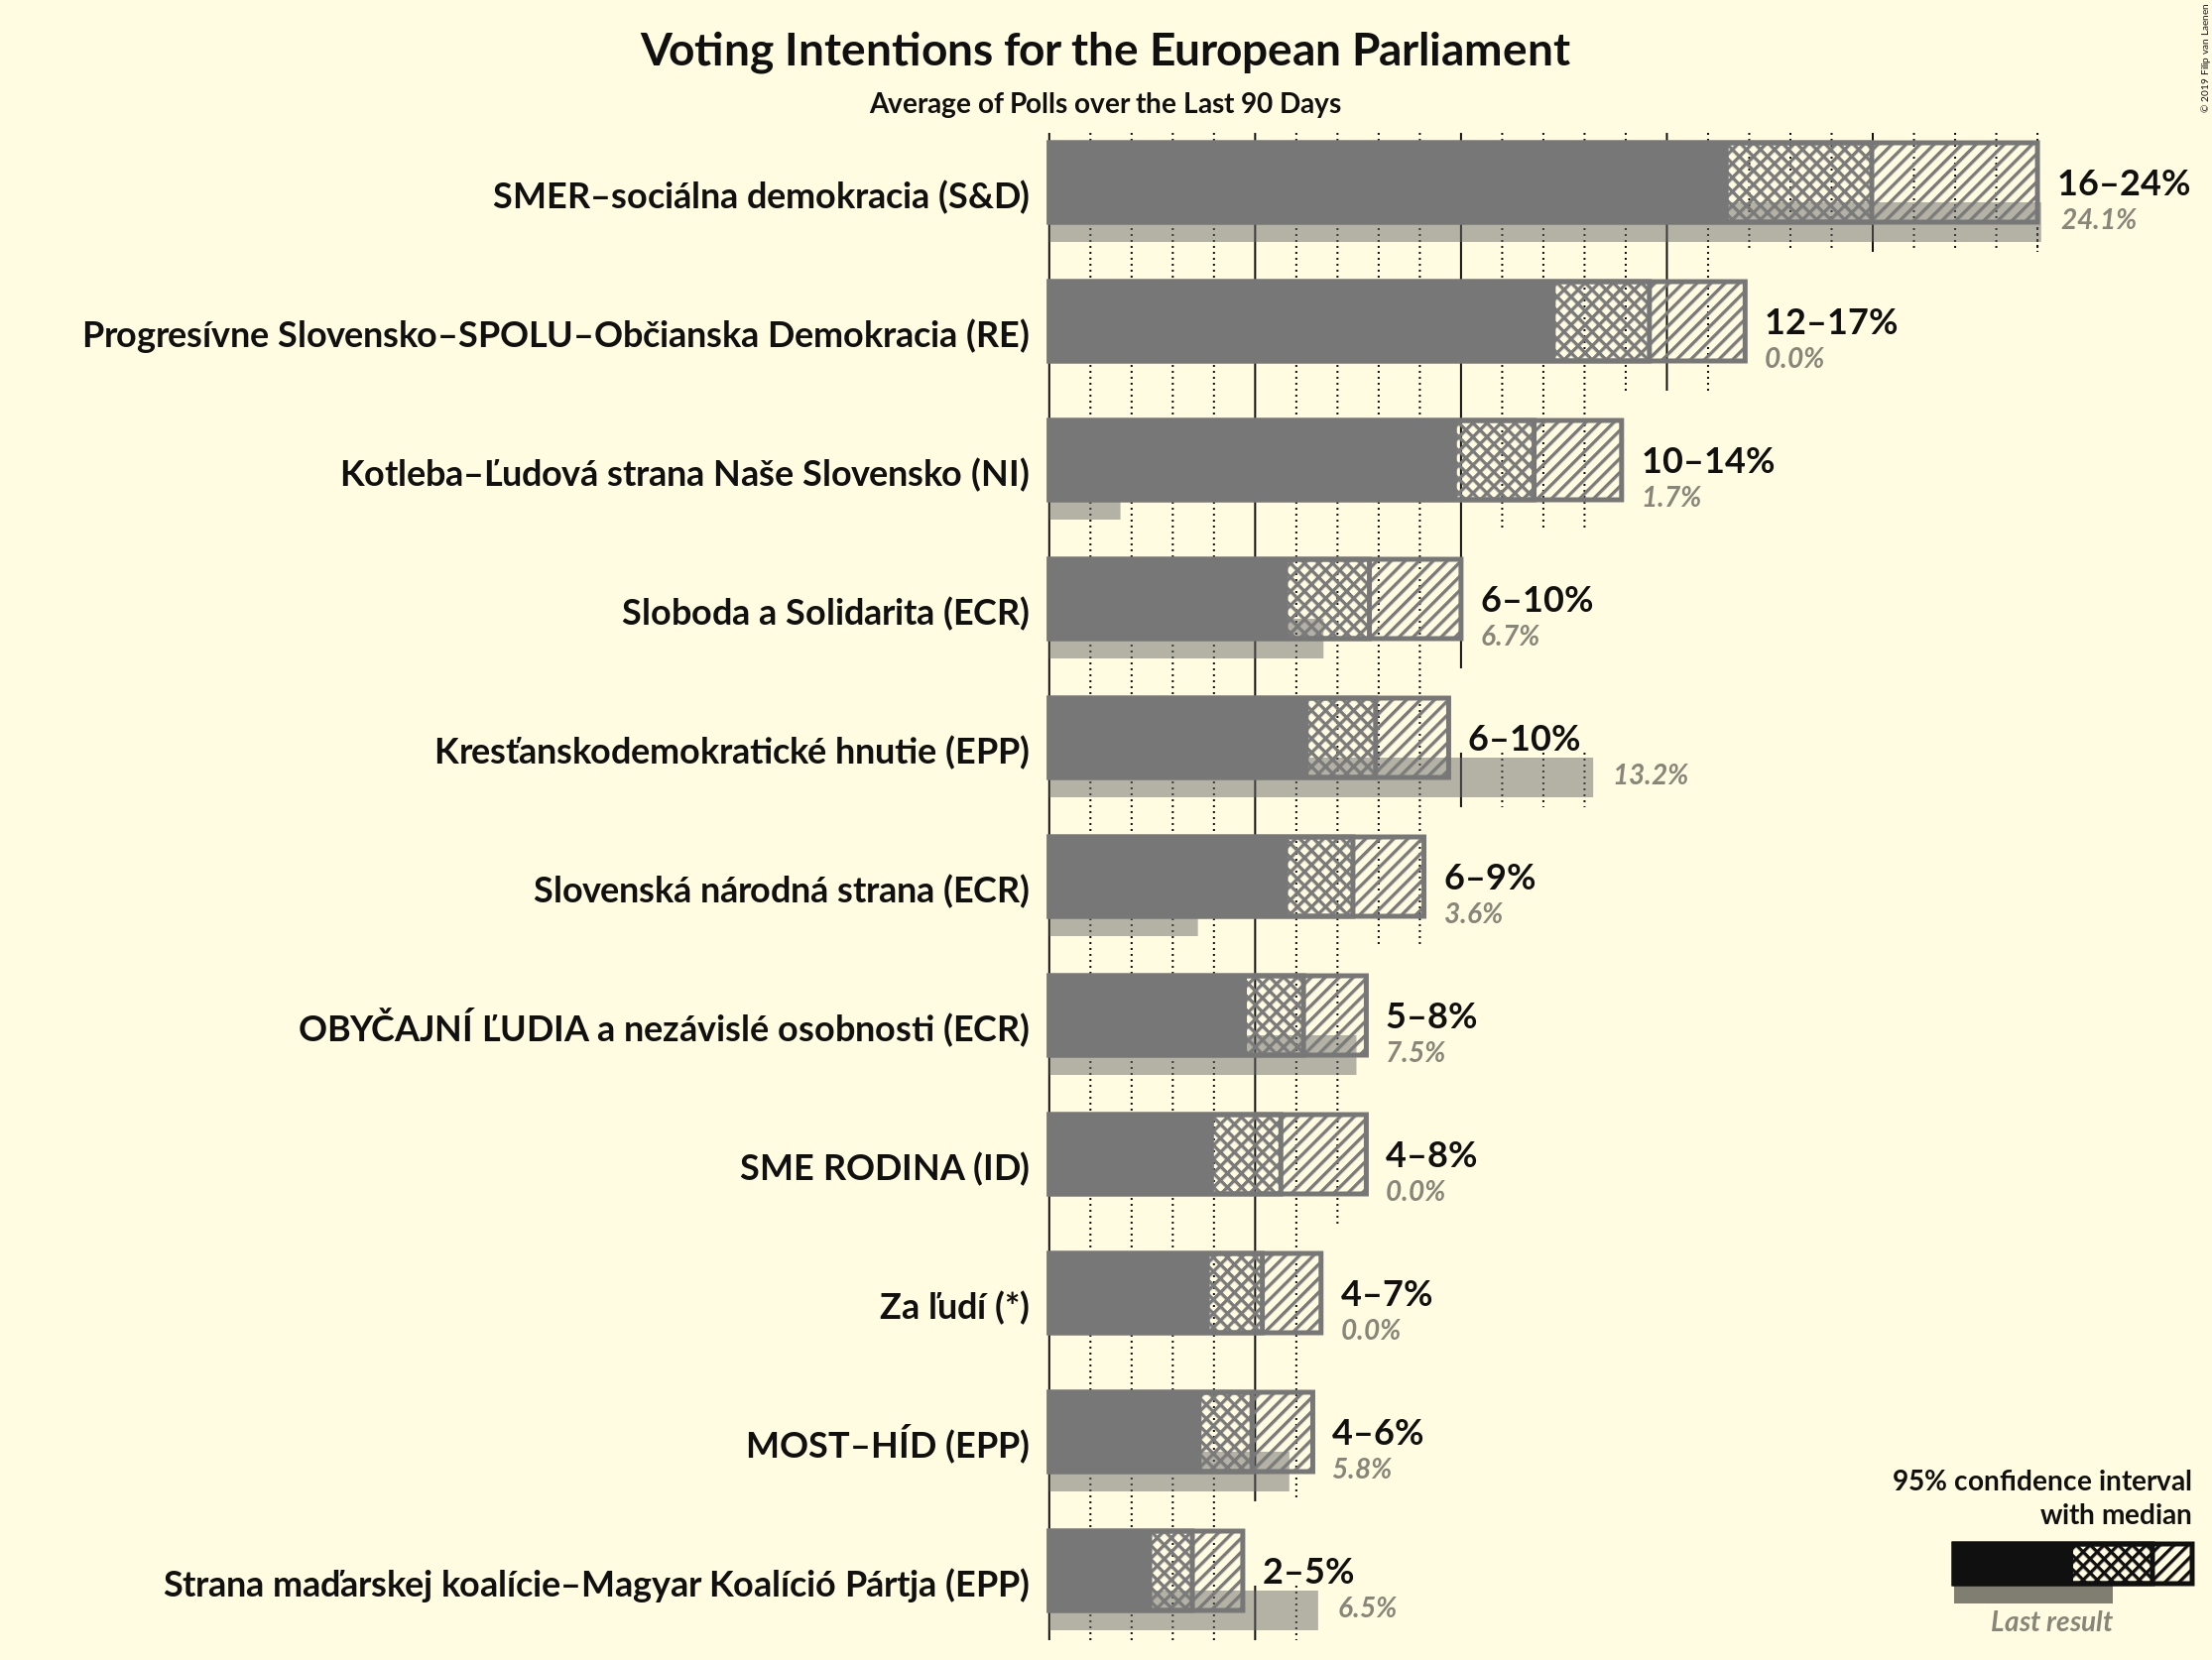 Voting Intentions for the European Parliament
Average of Polls over the Last 90 Days
© 2019 Filip van Laenen
SMER–sociálna demokracia (S&D)
16–24%
24.1%
Progresívne Slovensko–SPOLU–Občianska Demokracia (RE)
12–17%
0.0%
Kotleba–Ľudová strana Naše Slovensko (NI)
10–14%
1.7%
Sloboda a Solidarita (ECR)
6–10%
6.7%
Kresťanskodemokratické hnutie (EPP)
6–10%
13.2%
Slovenská národná strana (ECR)
6–9%
3.6%
OBYČAJNÍ ĽUDIA a nezávislé osobnosti (ECR)
5–8%
7.5%
SME RODINA (ID)
4–8%
0.0%
Za ľudí (*)
4–7%
0.0%
MOST–HÍD (EPP)
4–6%
5.8%
Strana maďarskej koalície–Magyar Koalíció Pártja (EPP)
2–5%
6.5%
95% confidence interval
with median
Last result